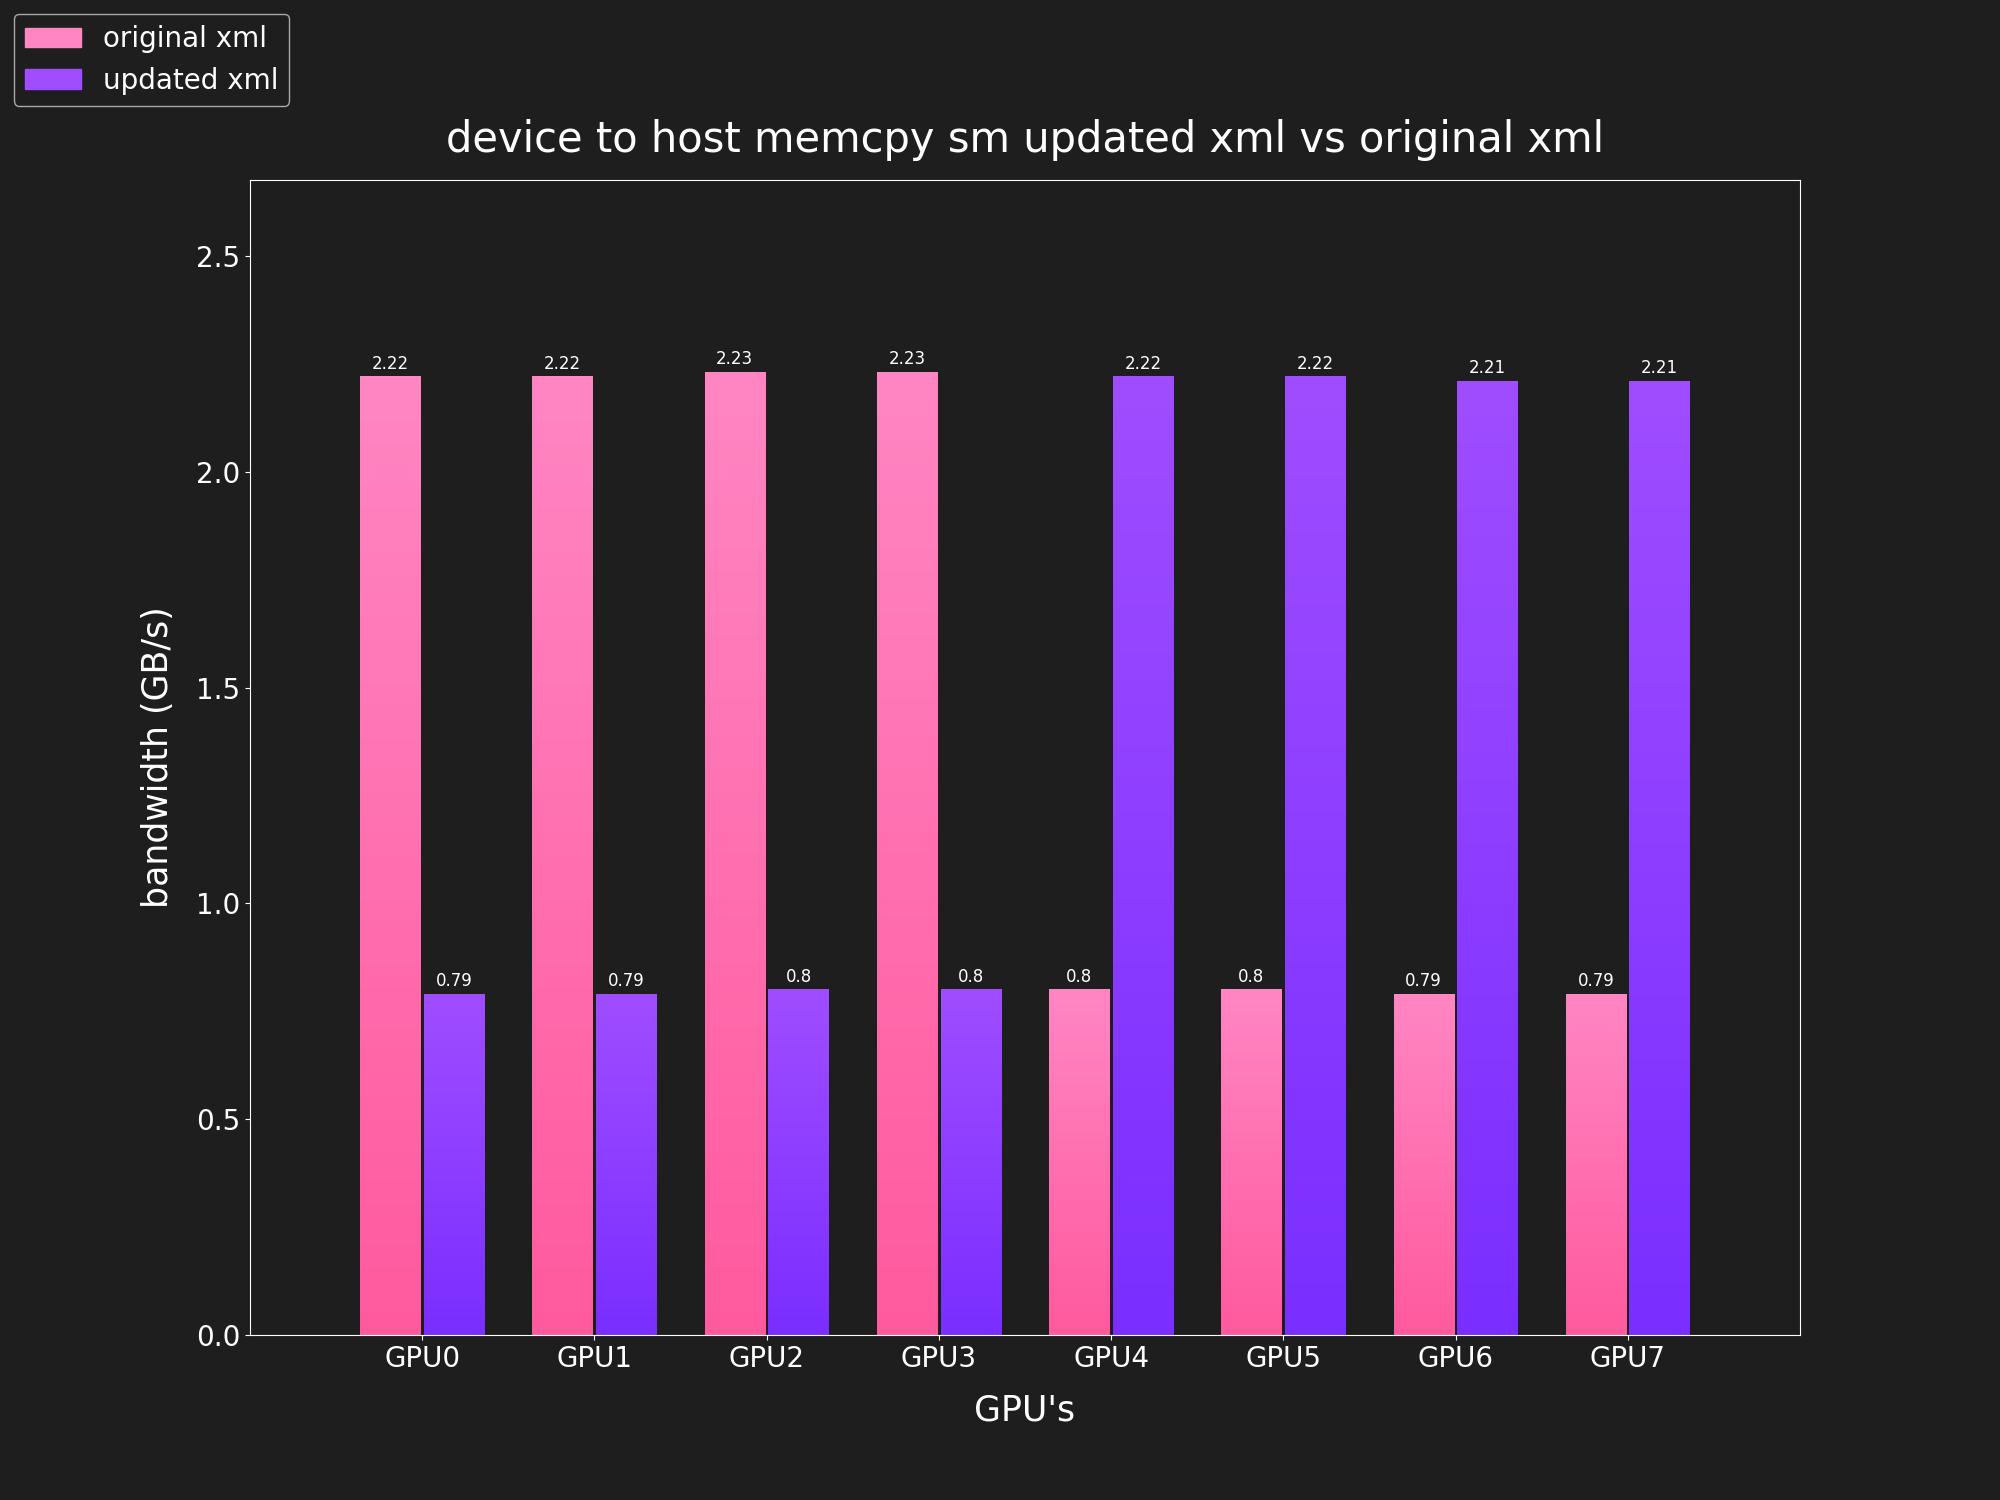 original xml
updated xml
device to host memcpy sm updated xml vs original xml
bandwidth (GB/s)
2.5
2.0
1.5
1.0
0.5
0.0
2.22
0.79
2.22
0.79
2.23
0.8
2.23
0.8
0.8
2.22
0.8
2.22
0.79
2.21
0.79
2.21
GPU0
GPU1
GPU2
GPU3
GPU4
GPU5
GPU6
GPU7
GPU's